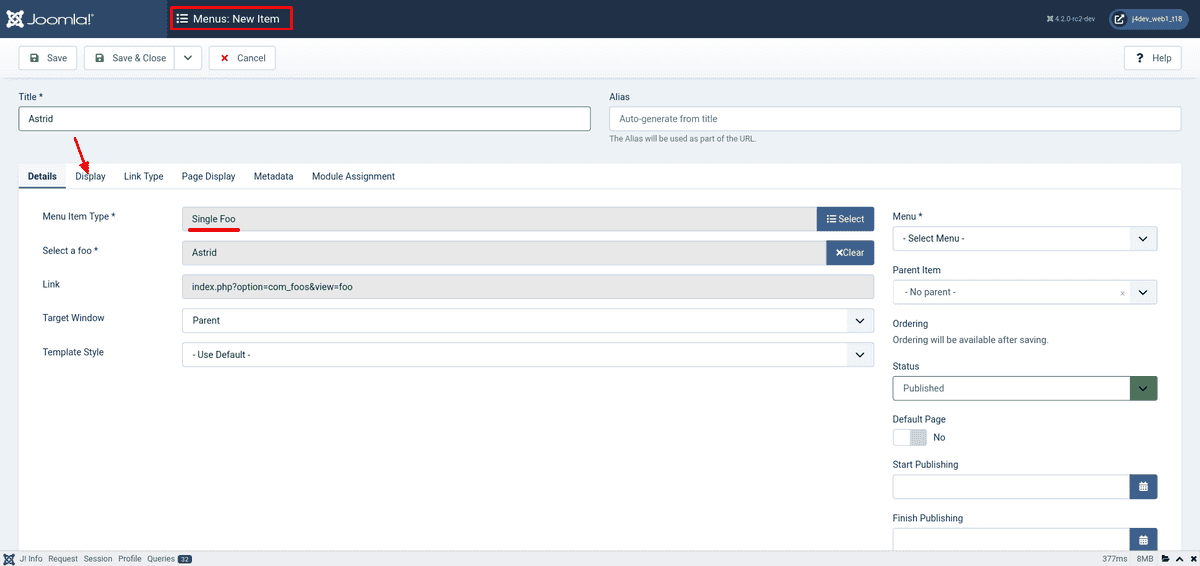 Joomla!®
Menus: New Item
4.2.0-rc2-dev
j4dev_web1_t18
Save
Save & Close
Cancel
Help
Title *
Alias
Astrid
Auto-generate from title
The Alias will be used as part of the URL.
Details Display Link Type Page Display Metadata Module Assignment
Menu Item Type *
Single Foo
Select
Select a foo *
Astrid
Clear
Link
index.php?option=com_foos&view=foo
Target Window
Parent
Template Style
- Use Default -
Menu *
- Select Menu -
Parent Item
- No parent -
Ordering
Ordering will be available after saving.
Status
Published
Default Page
No
Start Publishing
Finish Publishing
J! Info Request Session Profile Queries 32
377ms 8MB